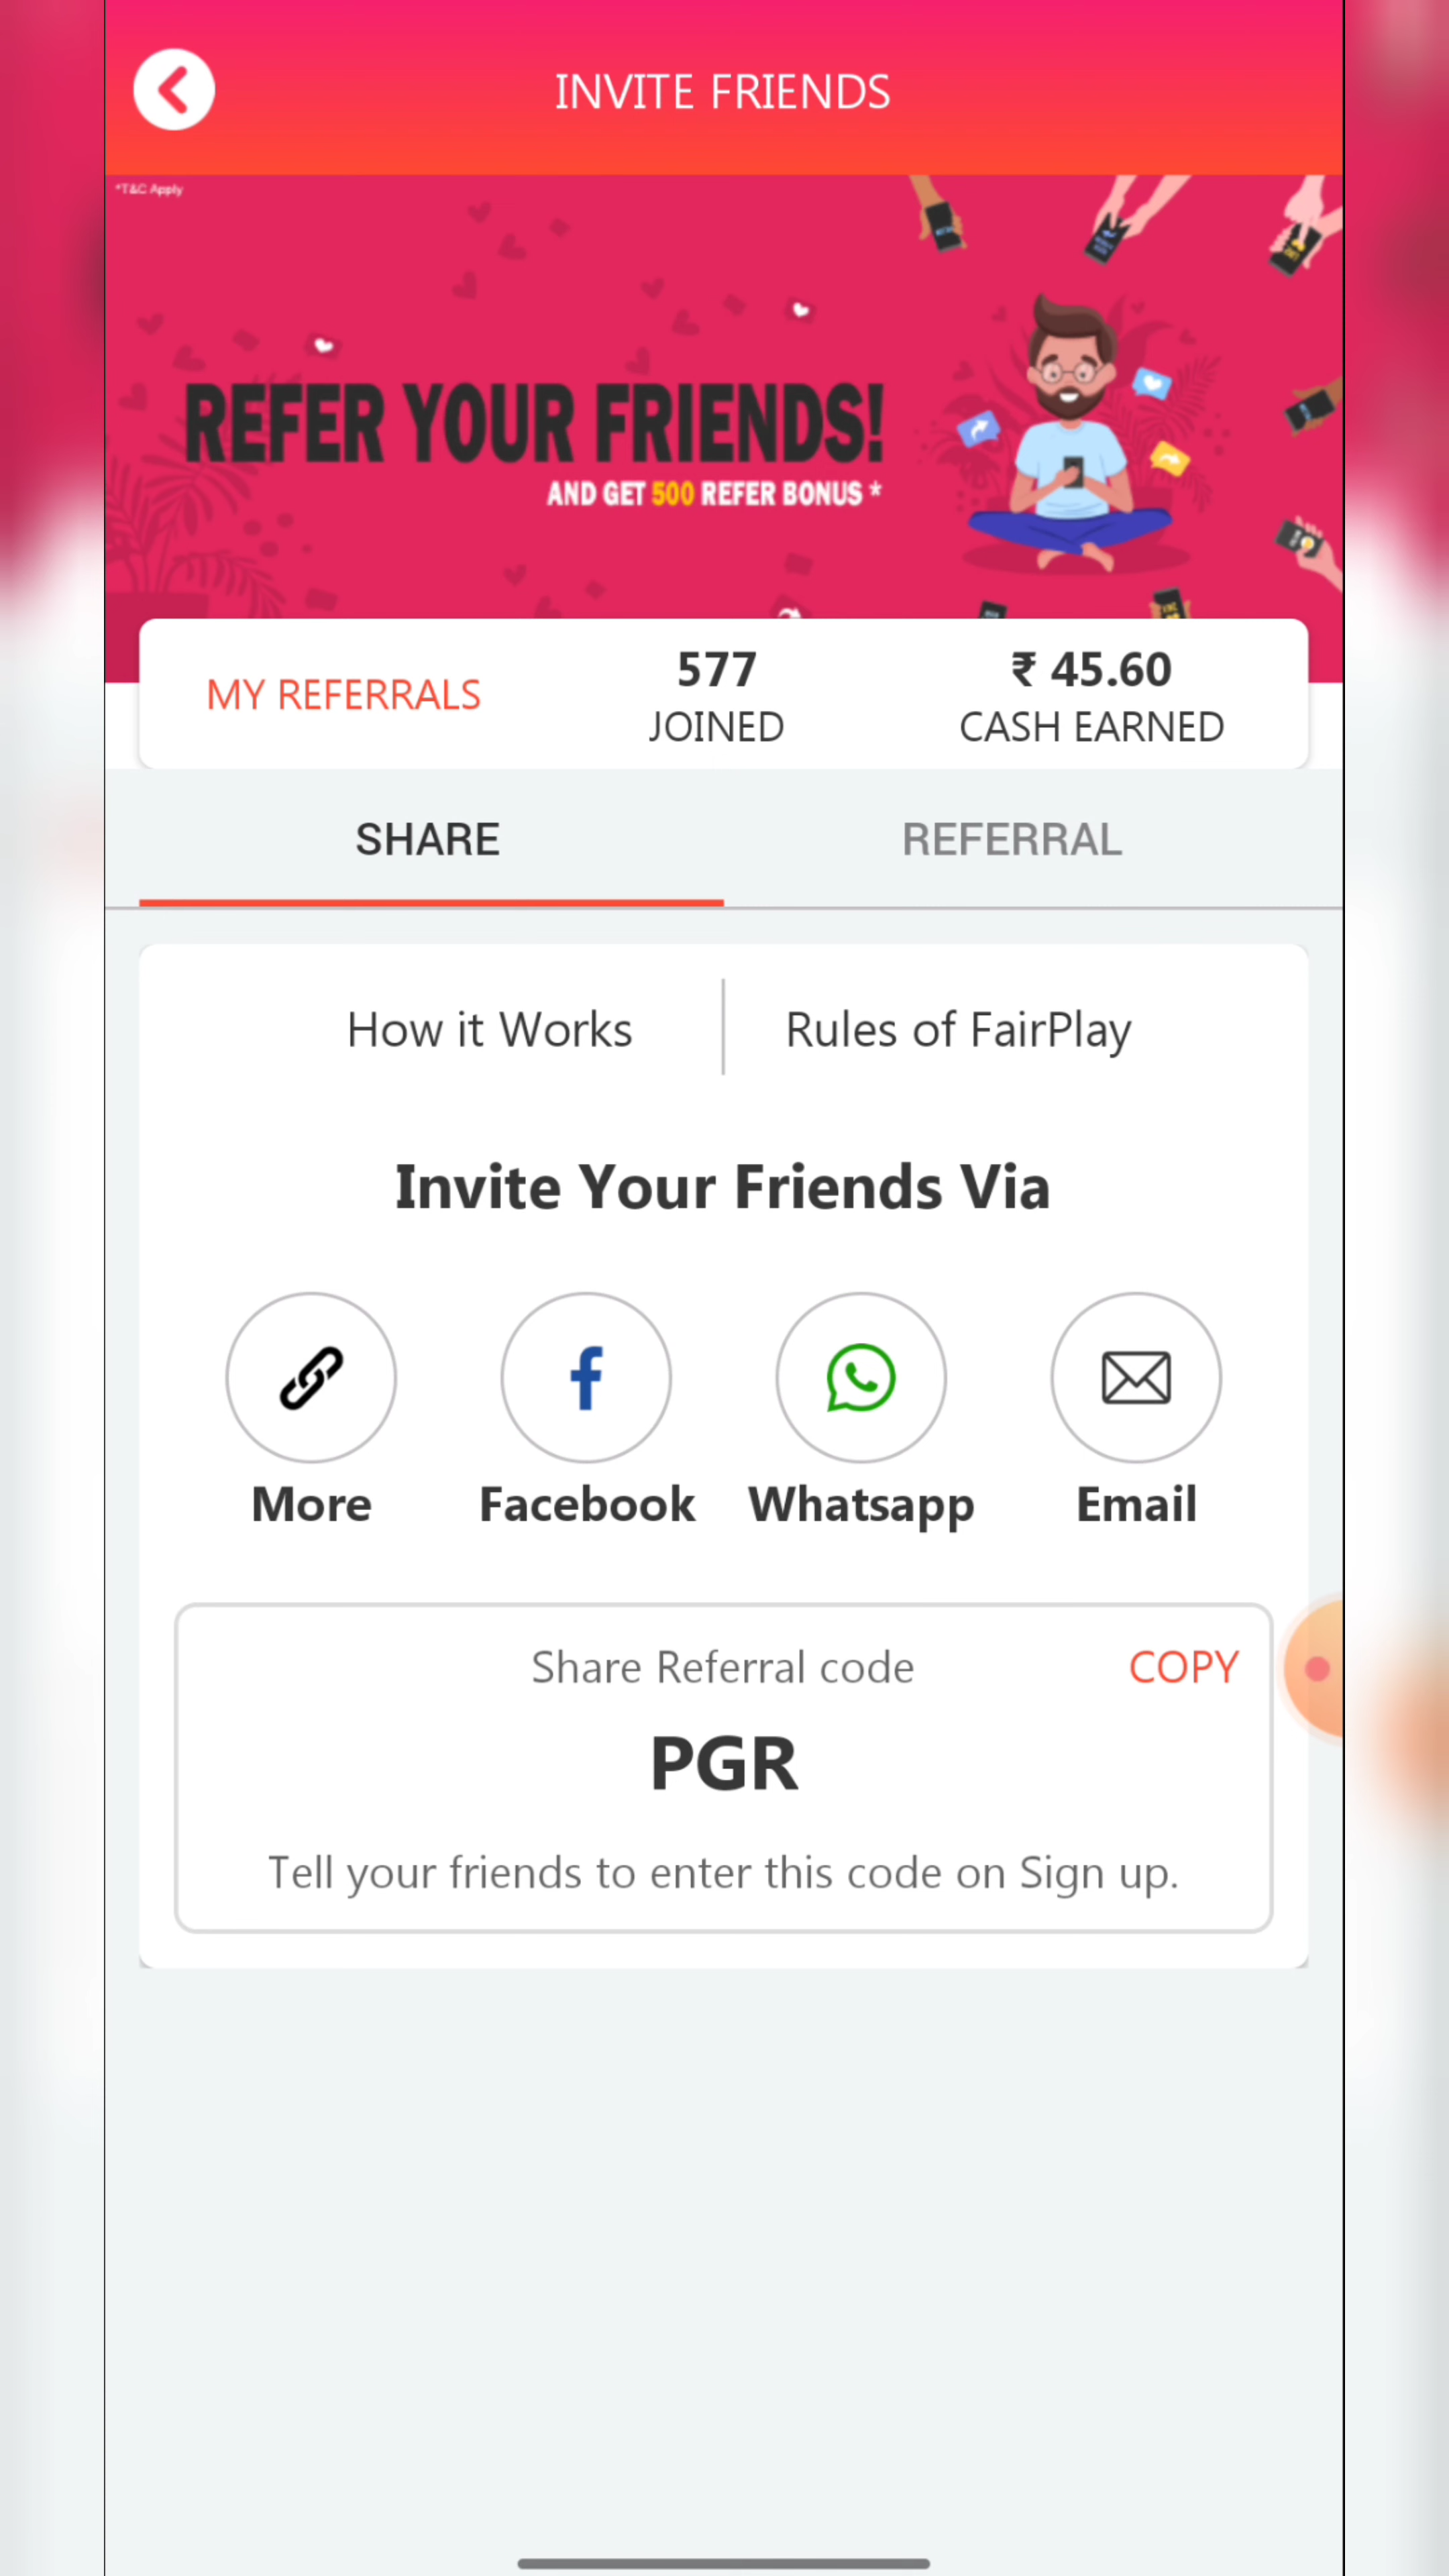 INVITE FRIENDS
*T&C Apply
REFER YOUR FRIENDS!
AND GET 500 REFER BONUS *
MY REFERRALS
577
JOINED
₹ 45.60
CASH EARNED
SHARE
REFERRAL
How it Works
Rules of FairPlay
Invite Your Friends Via
More
Facebook
Whatsapp
Email
Share Referral code
COPY
PGR
Tell your friends to enter this code on Sign up.